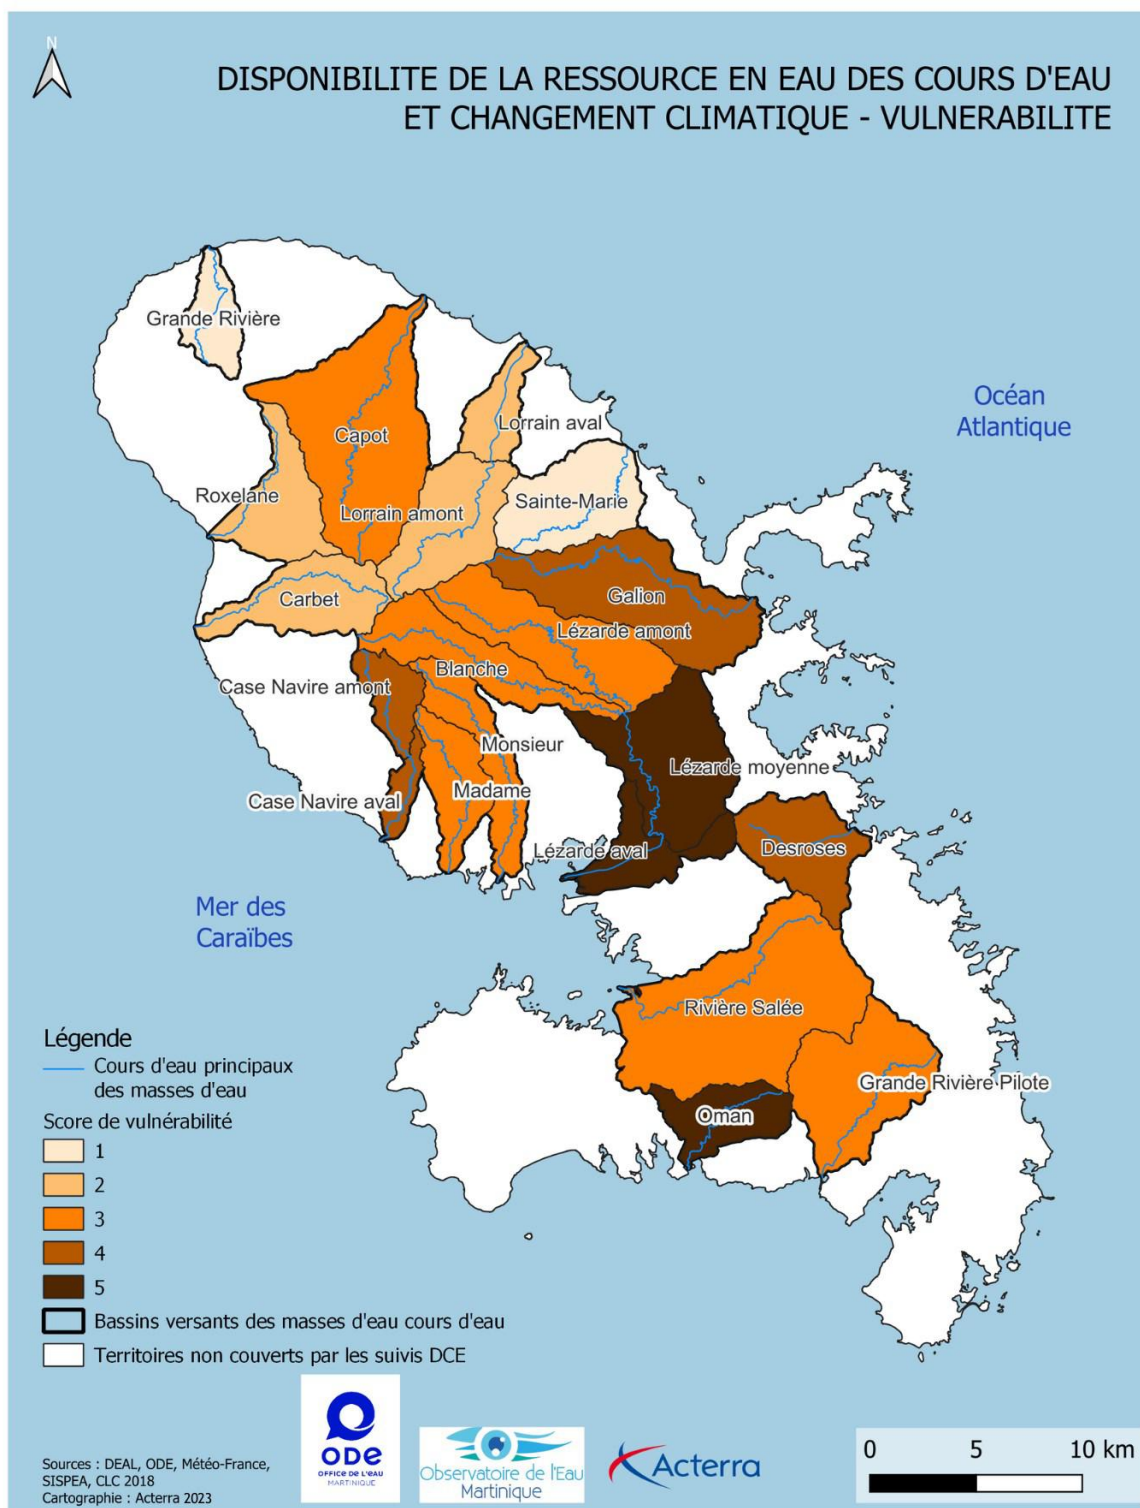 N
DISPONIBILITE DE LA RESSOURCE EN EAU DES COURS D'EAU
ET CHANGEMENT CLIMATIQUE - VULNERABILITE
Grande Rivière
Océan
Atlantique
Lorrain aval
Capot
Roxelane
Sainte-Marie
Lorrain amont
Carbet
Galion
Lézarde amont
Blanche
Case Navire amont
Monsieur
Lézarde moyenne
Madame
Case Navire aval
Lézarde aval
Desroses
Mer des
Caraïbes
Rivière Salée
Grande Rivière Pilote
Oman
Légende
Cours d'eau principaux
des masses d'eau
Score de vulnérabilité
1
2
3
4
5
Bassins versants des masses d'eau cours d'eau
Territoires non couverts par les suivis DCE
Sources : DEAL, ODE, Météo-France,
SISPEA, CLC 2018
Cartographie : Acterra 2023
ODE
OFFICE DE L'EAU
MARTINIQUE
Observatoire de l'Eau
Martinique
Acterra
0 5 10 km